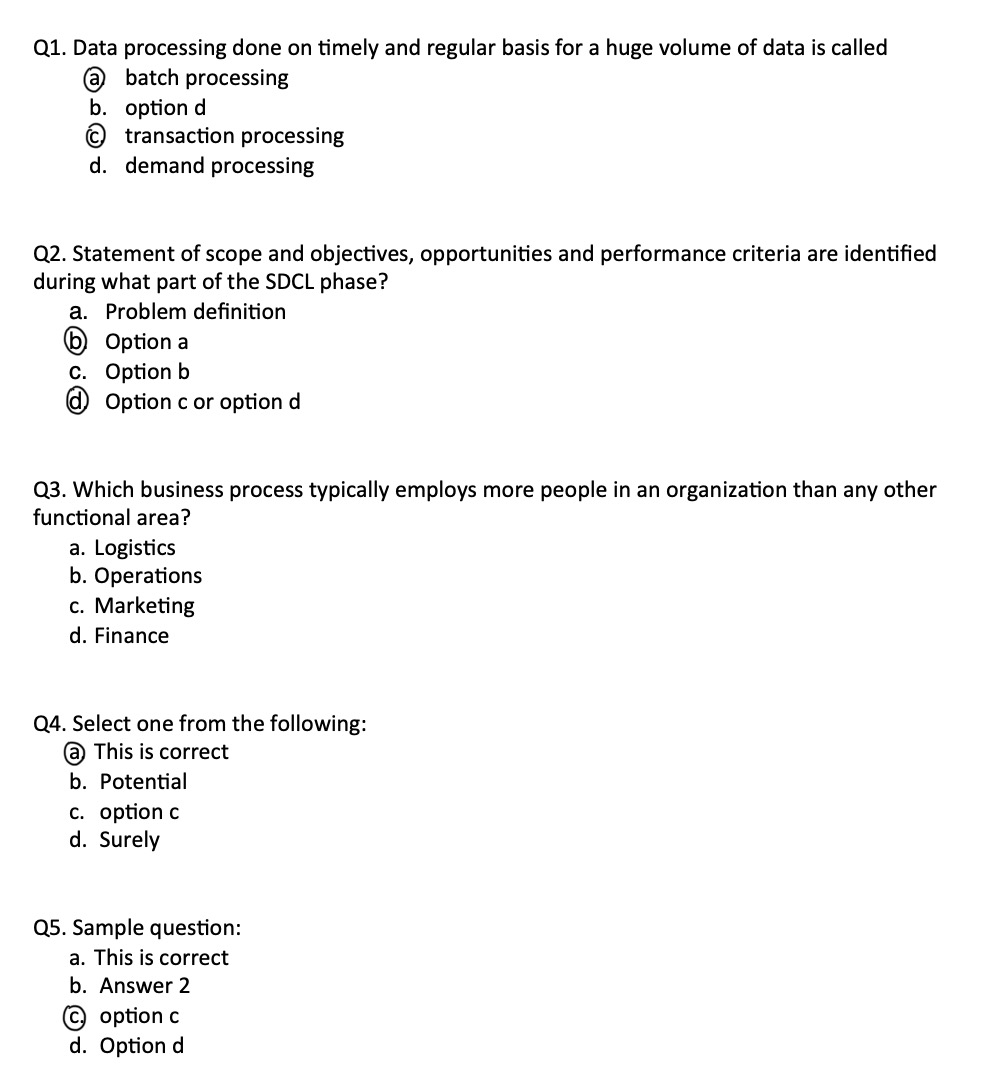 Q1. Data processing done on timely and regular basis for a huge volume of data is called
a batch processing
b. option d
c transaction processing
d. demand processing
Q2. Statement of scope and objectives, opportunities and performance criteria are identified
during what part of the SDCL phase?
a. Problem definition
b. Option a
c. Option b
d. Option c or option d
Q3. Which business process typically employs more people in an organization than any other
functional area?
a. Logistics
b. Operations
c. Marketing
d. Finance
Q4. Select one from the following:
a This is correct
b. Potential
c. option c
d. Surely
Q5. Sample question:
a. This is correct
b. Answer 2
c. option c
d. Option d